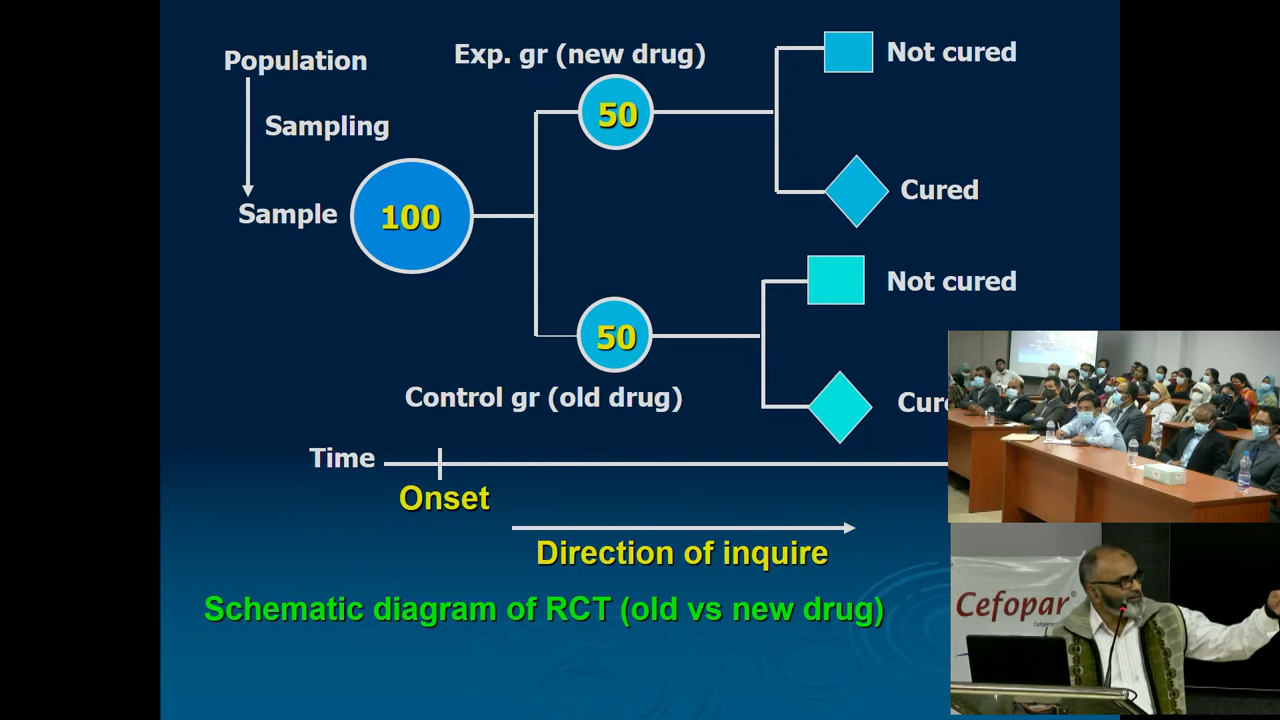 Population
Exp. gr (new drug)
Not cured
50
Sampling
Cured
Sample
100
Not cured
50
Control gr (old drug)
Time
Onset
Direction of inquire
Schematic diagram of RCT (old vs new drug)
Cefopar®